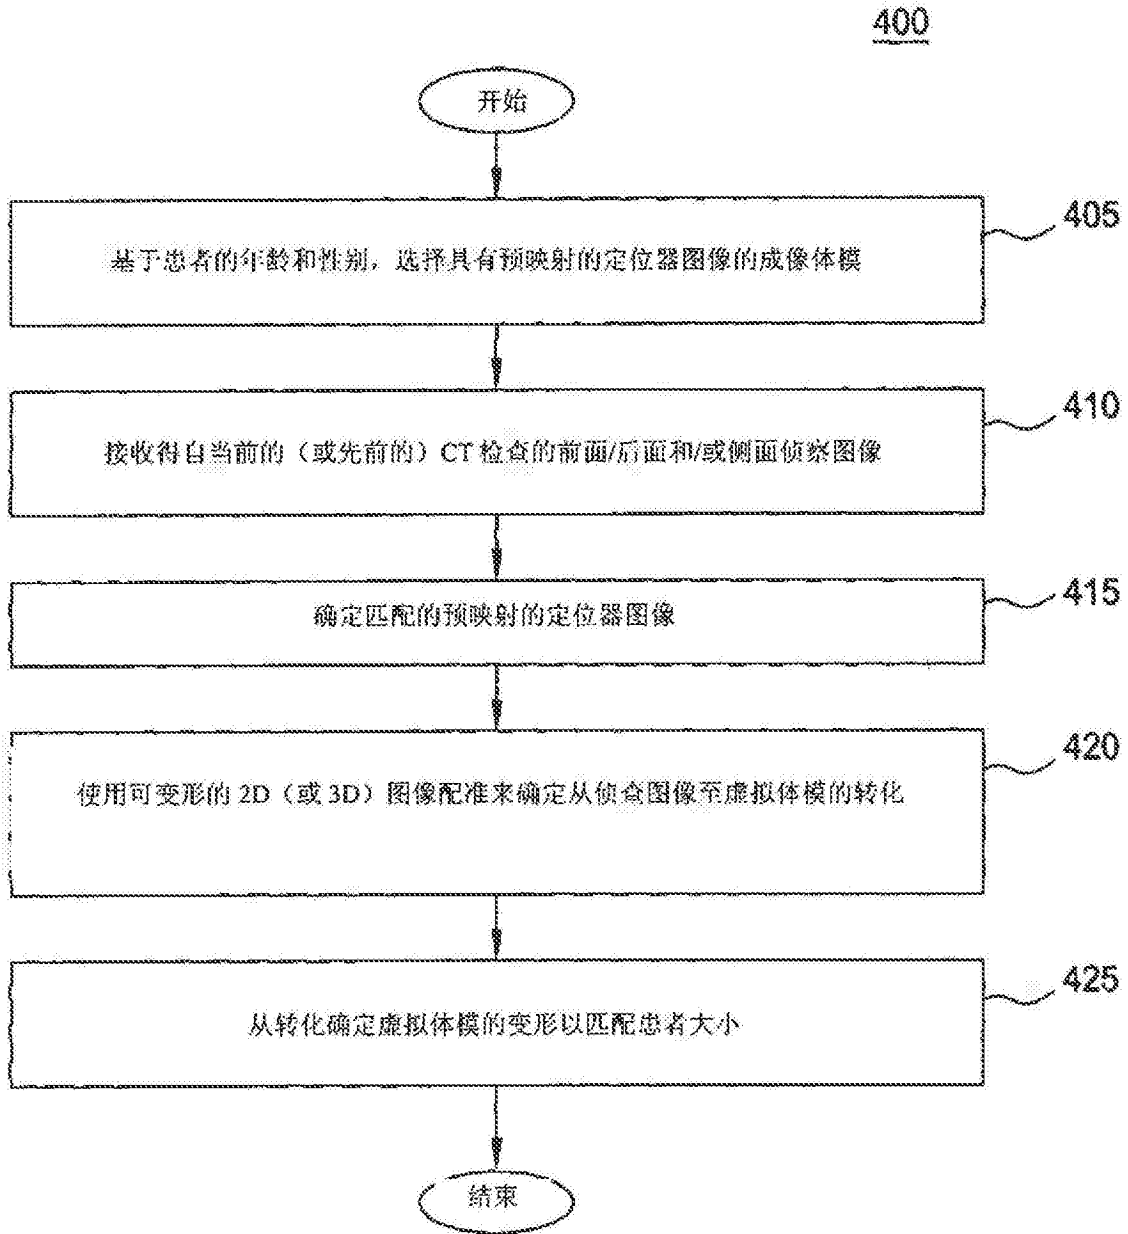 400
开始
405
基于患者的年龄和性别，选择具有预映射的定位器图像的成像体模
410
接收得自当前的（或先前的）CT 检查的前面/后面和/或侧面侦察图像
415
确定匹配的预映射的定位器图像
420
使用可变形的 2D（或 3D）图像配准来确定从侦查图像至虚拟体模的转化
425
从转化确定虚拟体模的变形以匹配患者大小
结束